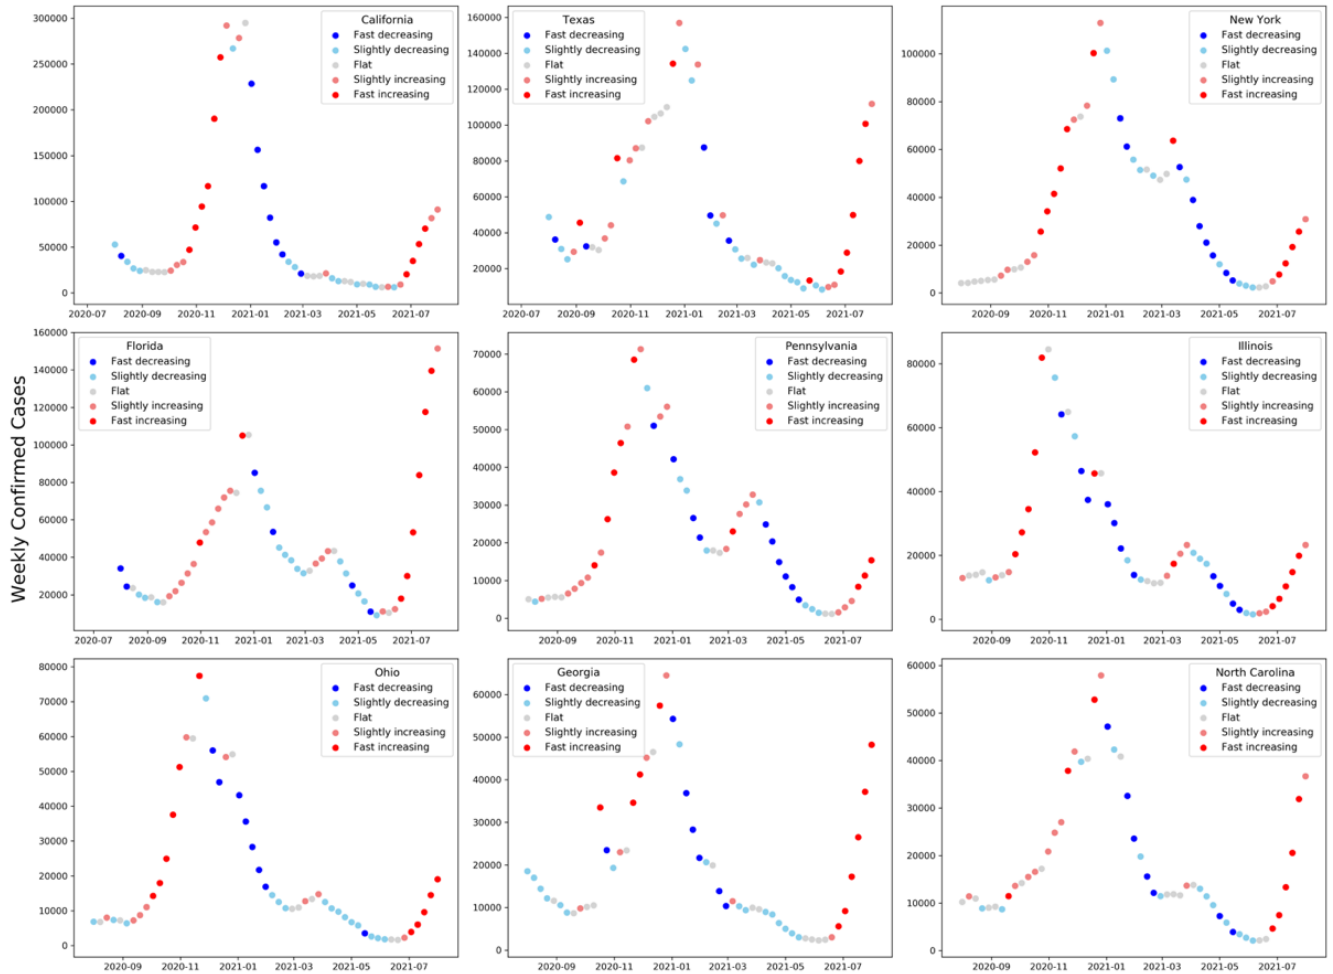 Weekly Confirmed Cases
California
Fast decreasing
Slightly decreasing
Flat
Slightly increasing
Fast increasing
300000
250000
200000
150000
100000
50000
0
2020-07 2020-09 2020-11 2021-01 2021-03 2021-05 2021-07
Texas
Fast decreasing
Slightly decreasing
Flat
Slightly increasing
Fast increasing
160000
140000
120000
100000
80000
60000
40000
20000
2020-07 2020-09 2020-11 2021-01 2021-03 2021-05 2021-07
New York
Fast decreasing
Slightly decreasing
Flat
Slightly increasing
Fast increasing
100000
80000
60000
40000
20000
0
2020-09 2020-11 2021-01 2021-03 2021-05 2021-07
Florida
Fast decreasing
Slightly decreasing
Flat
Slightly increasing
Fast increasing
160000
140000
120000
100000
80000
60000
40000
20000
0
2020-07 2020-09 2020-11 2021-01 2021-03 2021-05 2021-07
Pennsylvania
Fast decreasing
Slightly decreasing
Flat
Slightly increasing
Fast increasing
70000
60000
50000
40000
30000
20000
10000
0
2020-09 2020-11 2021-01 2021-03 2021-05 2021-07
Illinois
Fast decreasing
Slightly decreasing
Flat
Slightly increasing
Fast increasing
80000
60000
40000
20000
0
2020-09 2020-11 2021-01 2021-03 2021-05 2021-07
Ohio
Fast decreasing
Slightly decreasing
Flat
Slightly increasing
Fast increasing
80000
70000
60000
50000
40000
30000
20000
10000
0
2020-09 2020-11 2021-01 2021-03 2021-05 2021-07
Georgia
Fast decreasing
Slightly decreasing
Flat
Slightly increasing
Fast increasing
60000
50000
40000
30000
20000
10000
0
2020-09 2020-11 2021-01 2021-03 2021-05 2021-07
North Carolina
Fast decreasing
Slightly decreasing
Flat
Slightly increasing
Fast increasing
60000
50000
40000
30000
20000
10000
0
2020-09 2020-11 2021-01 2021-03 2021-05 2021-07